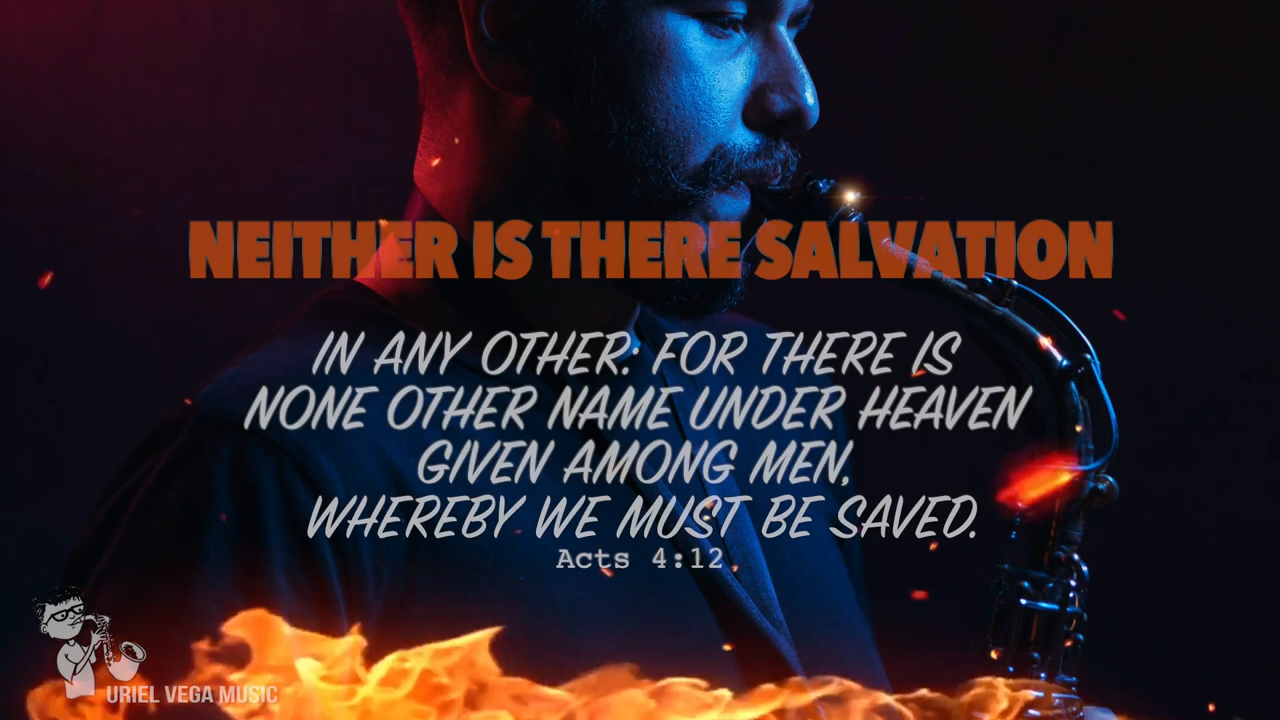 NEITHER IS THERE SALVATION
IN ANY OTHER: FOR THERE IS
NONE OTHER NAME UNDER HEAVEN
GIVEN AMONG MEN,
WHEREBY WE MUST BE SAVED.
Acts 4:12
URIEL VEGA MUSIC